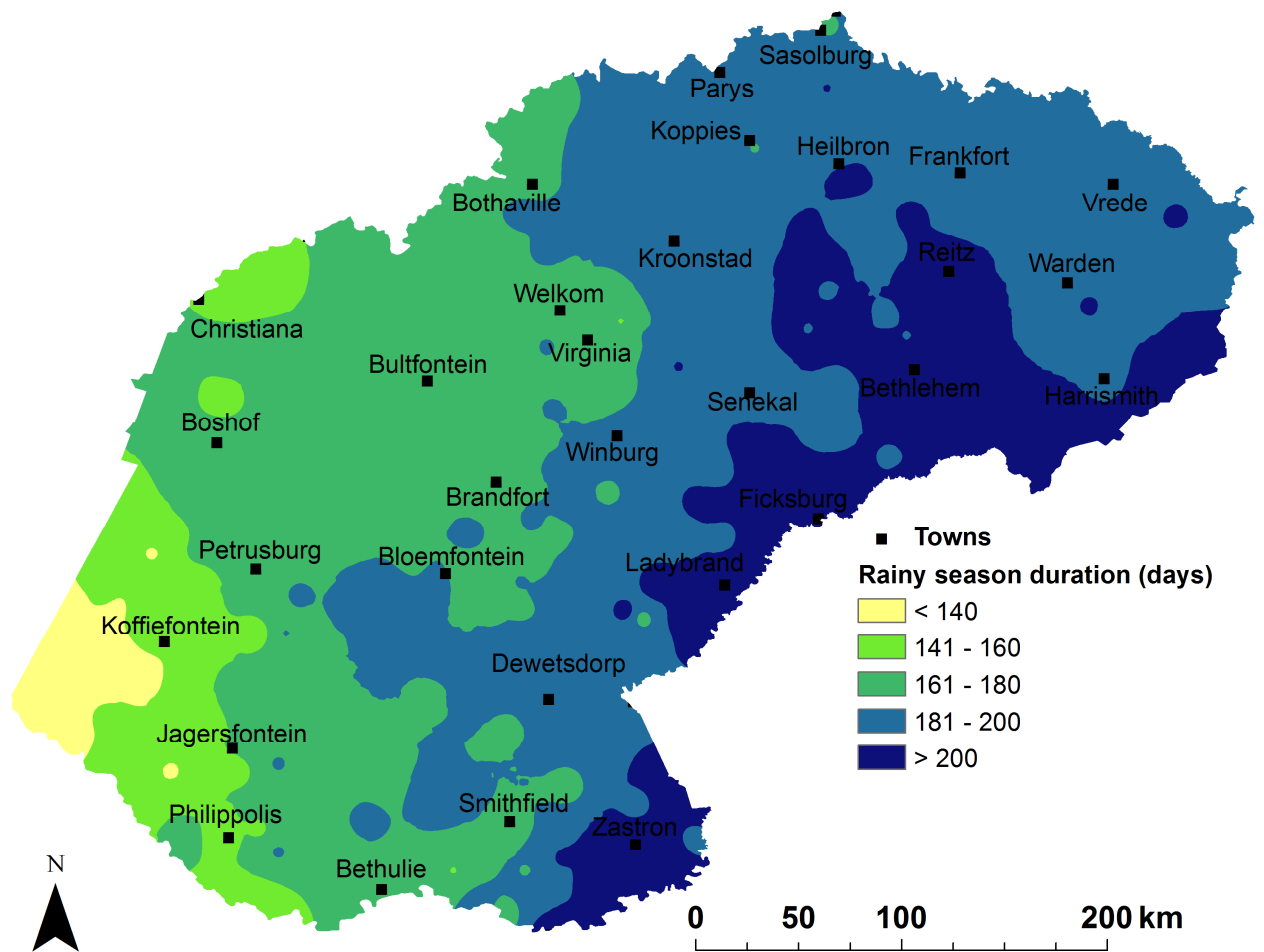 Sasolburg
Parys
Koppies
Heilbron
Frankfort
Bothaville
Vrede
Kroonstad
Reitz
Warden
Welkom
Christiana
Virginia
Bultfontein
Bethlehem
Harrismith
Senekal
Boshof
Winburg
Brandfort
Ficksburg
Petrusburg
Bloemfontein
Ladybrand
Koffiefontein
Dewetsdorp
Jagersfontein
Smithfield
Philippolis
Zastron
Bethulie
Towns
Rainy season duration (days)
< 140
141 - 160
161 - 180
181 - 200
> 200
N
0 50 100 200 km